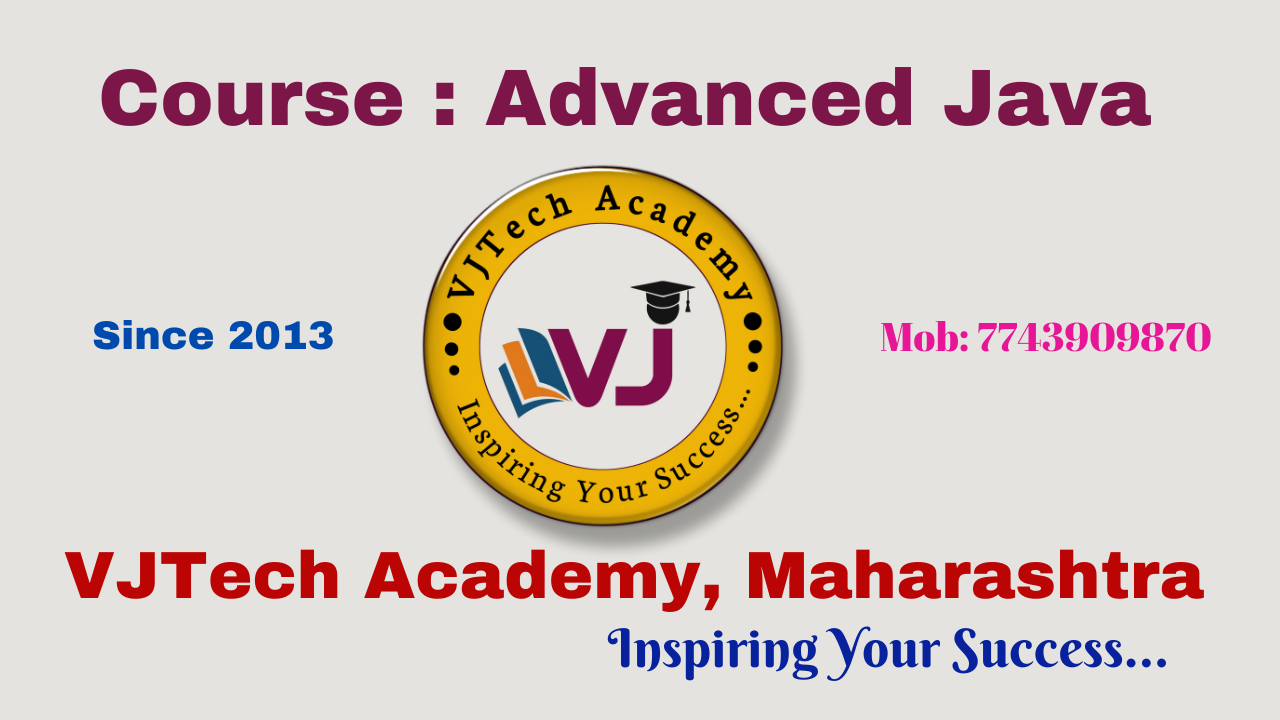 Course : Advanced Java
VJTech Academy
VJ
Inspiring Your Success...
Since 2013
Mob: 7743909870
VJTech Academy, Maharashtra
Inspiring Your Success...